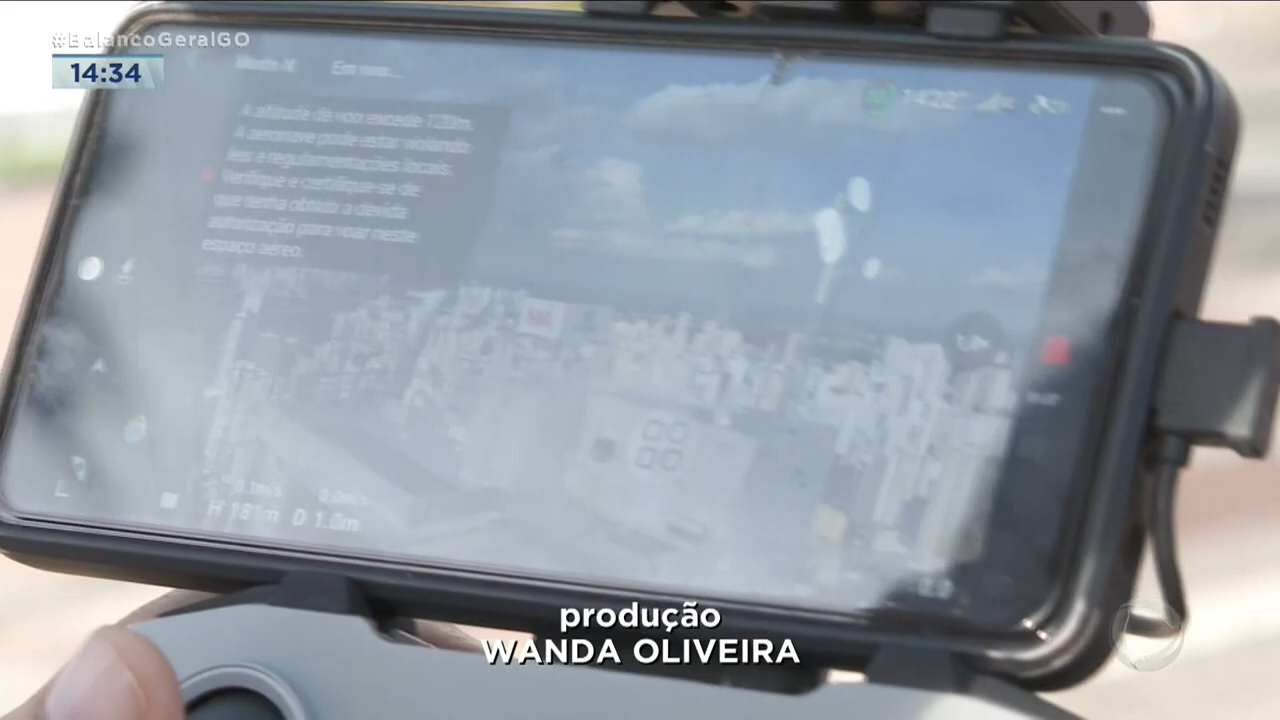 #BalancoGeralGO
14:34
A altitude de voo excede 120m.
A aeronave pode estar violando
leis e regulamentações locais.
Verifique e certifique-se de
que tenha obtido a devida
autorização para voar neste
espaço aéreo.
H 181m D 1.0m
produção
WANDA OLIVEIRA